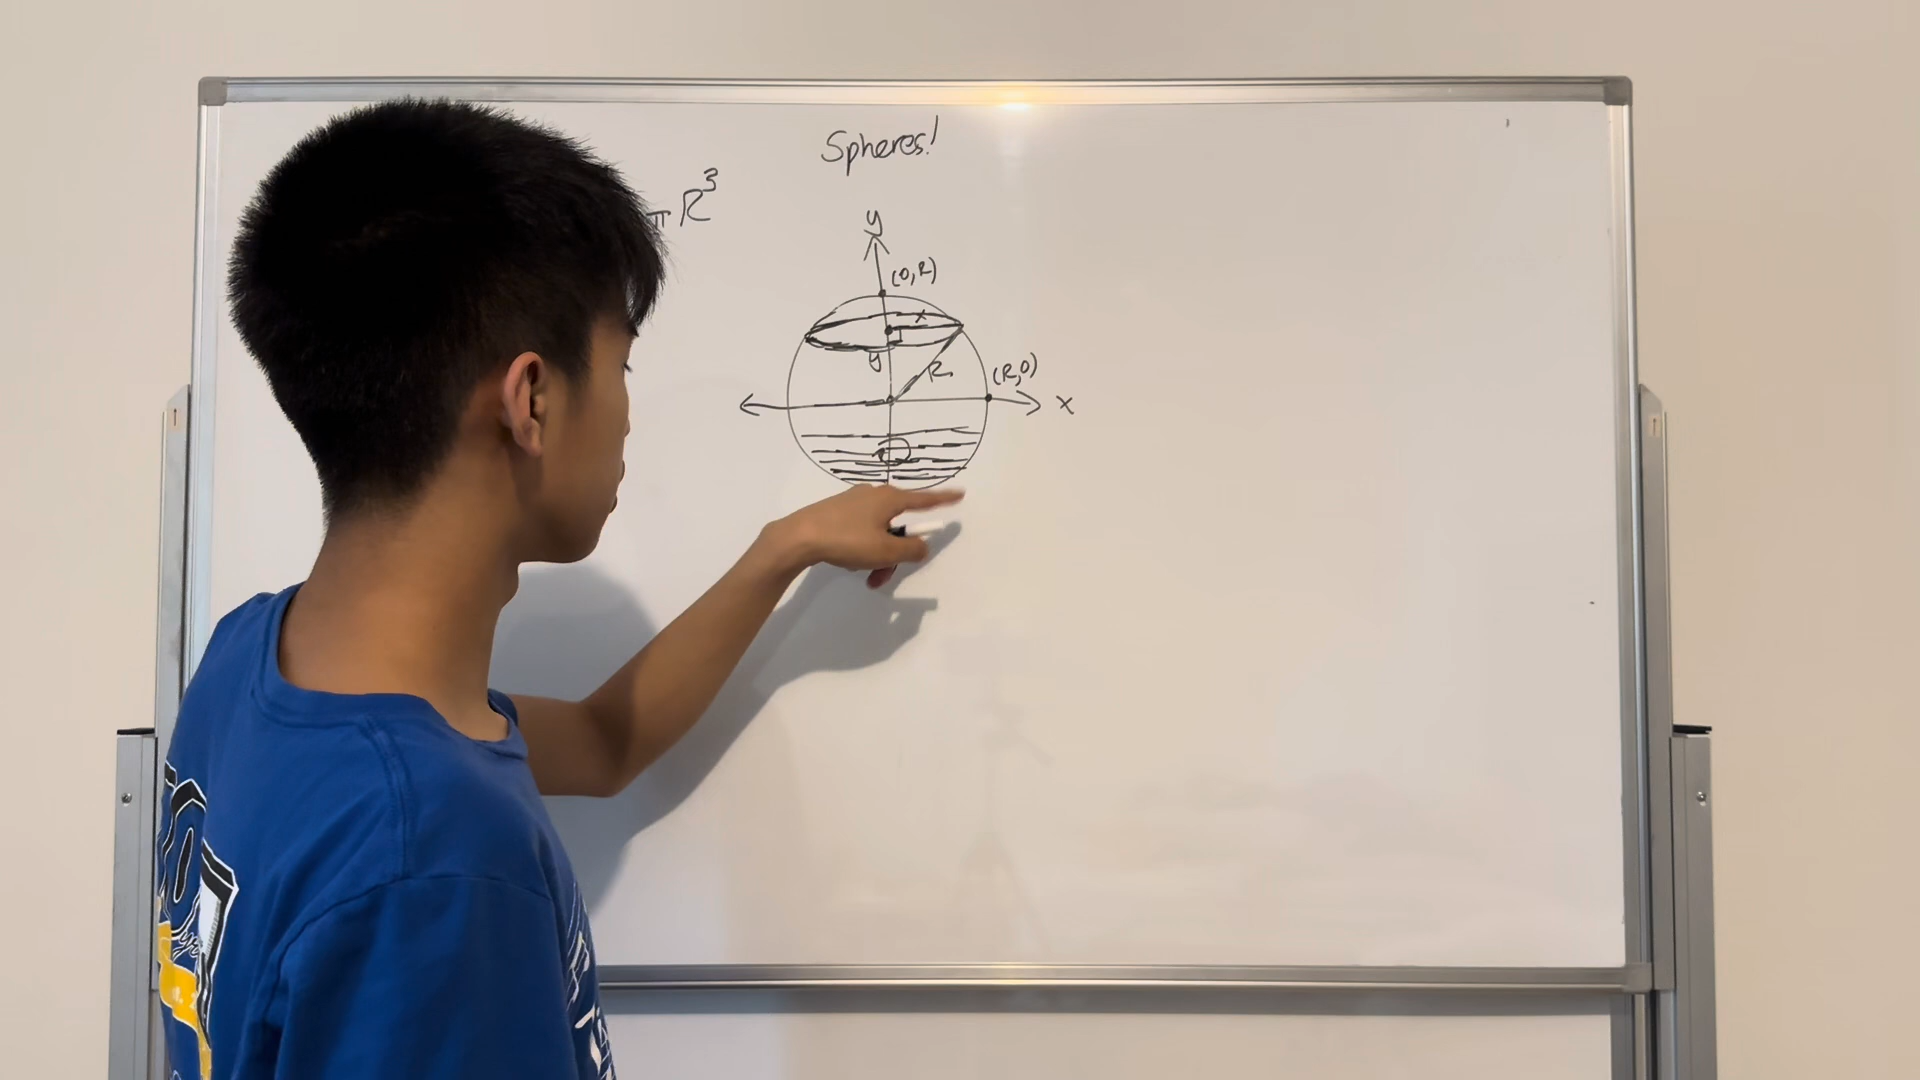 Spheres!
πR³
y
(0,R)
x
y
R
(R,0)
x